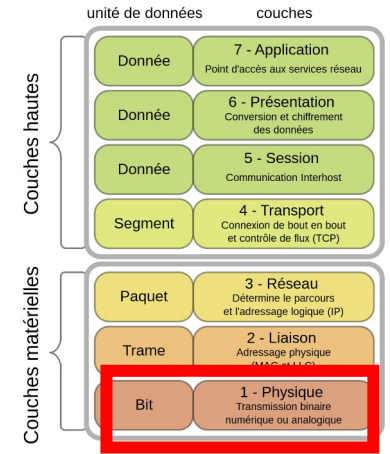 unité de données couches
Donnée
7 - Application
Point d'accès aux services réseau
Donnée
6 - Présentation
Conversion et chiffrement
des données
Donnée
5 - Session
Communication Interhost
Segment
4 - Transport
Connexion de bout en bout
et contrôle de flux (TCP)
Couches hautes
Paquet
3 - Réseau
Détermine le parcours
et l'adressage logique (IP)
Trame
2 - Liaison
Adressage physique
(MAC et LLC)
Bit
1 - Physique
Transmission binaire
numérique ou analogique
Couches matérielles